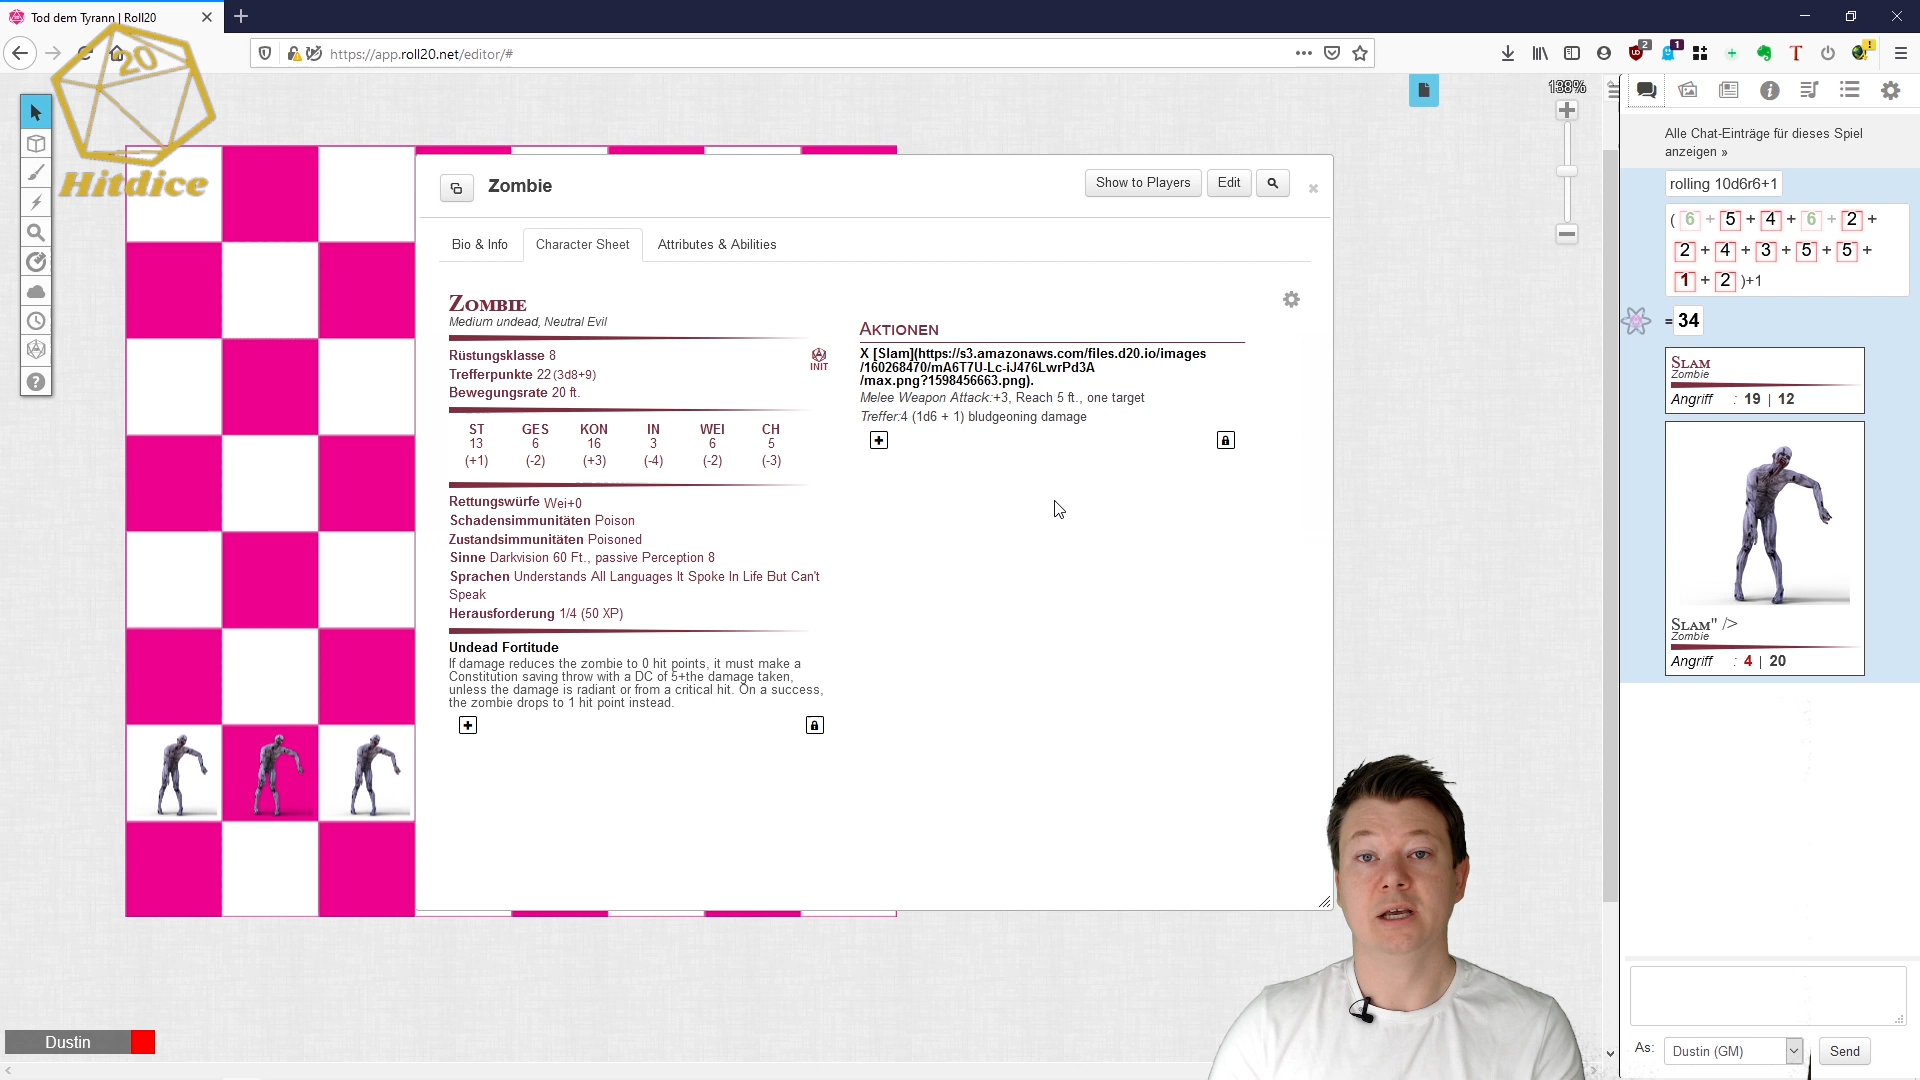 Tod dem Tyrann | Roll20
https://app.roll20.net/editor/#
2
1
20
Hitdice
138%
Zombie
Show to Players
Edit
Bio & Info
Character Sheet
Attributes & Abilities
ZOMBIE
Medium undead, Neutral Evil
Rüstungsklasse 8
Trefferpunkte 22 (3d8+9)
Bewegungsrate 20 ft.
INIT
ST GES KON IN WEI CH
13 6 16 3 6 5
(+1) (-2) (+3) (-4) (-2) (-3)
Rettungswürfe Wei+0
Schadensimmunitäten Poison
Zustandsimmunitäten Poisoned
Sinne Darkvision 60 Ft., passive Perception 8
Sprachen Understands All Languages It Spoke In Life But Can't
Speak
Herausforderung 1/4 (50 XP)
Undead Fortitude
If damage reduces the zombie to 0 hit points, it must make a
Constitution saving throw with a DC of 5+the damage taken,
unless the damage is radiant or from a critical hit. On a success,
the zombie drops to 1 hit point instead.
AKTIONEN
X [Slam](https://s3.amazonaws.com/files.d20.io/images
/160268470/mA6T7U-Lc-iJ476LwrPd3A
/max.png?1598456663.png).
Melee Weapon Attack:+3, Reach 5 ft., one target
Treffer:4 (1d6 + 1) bludgeoning damage
Alle Chat-Einträge für dieses Spiel
anzeigen »
rolling 10d6r6+1
( 6 + 5 + 4 + 6 + 2 +
2 + 4 + 3 + 5 + 5 +
1 + 2 )+1
= 34
SLAM
Zombie
Angriff : 19 | 12
SLAM" />
Zombie
Angriff : 4 | 20
As:
Dustin (GM)
Send
Dustin